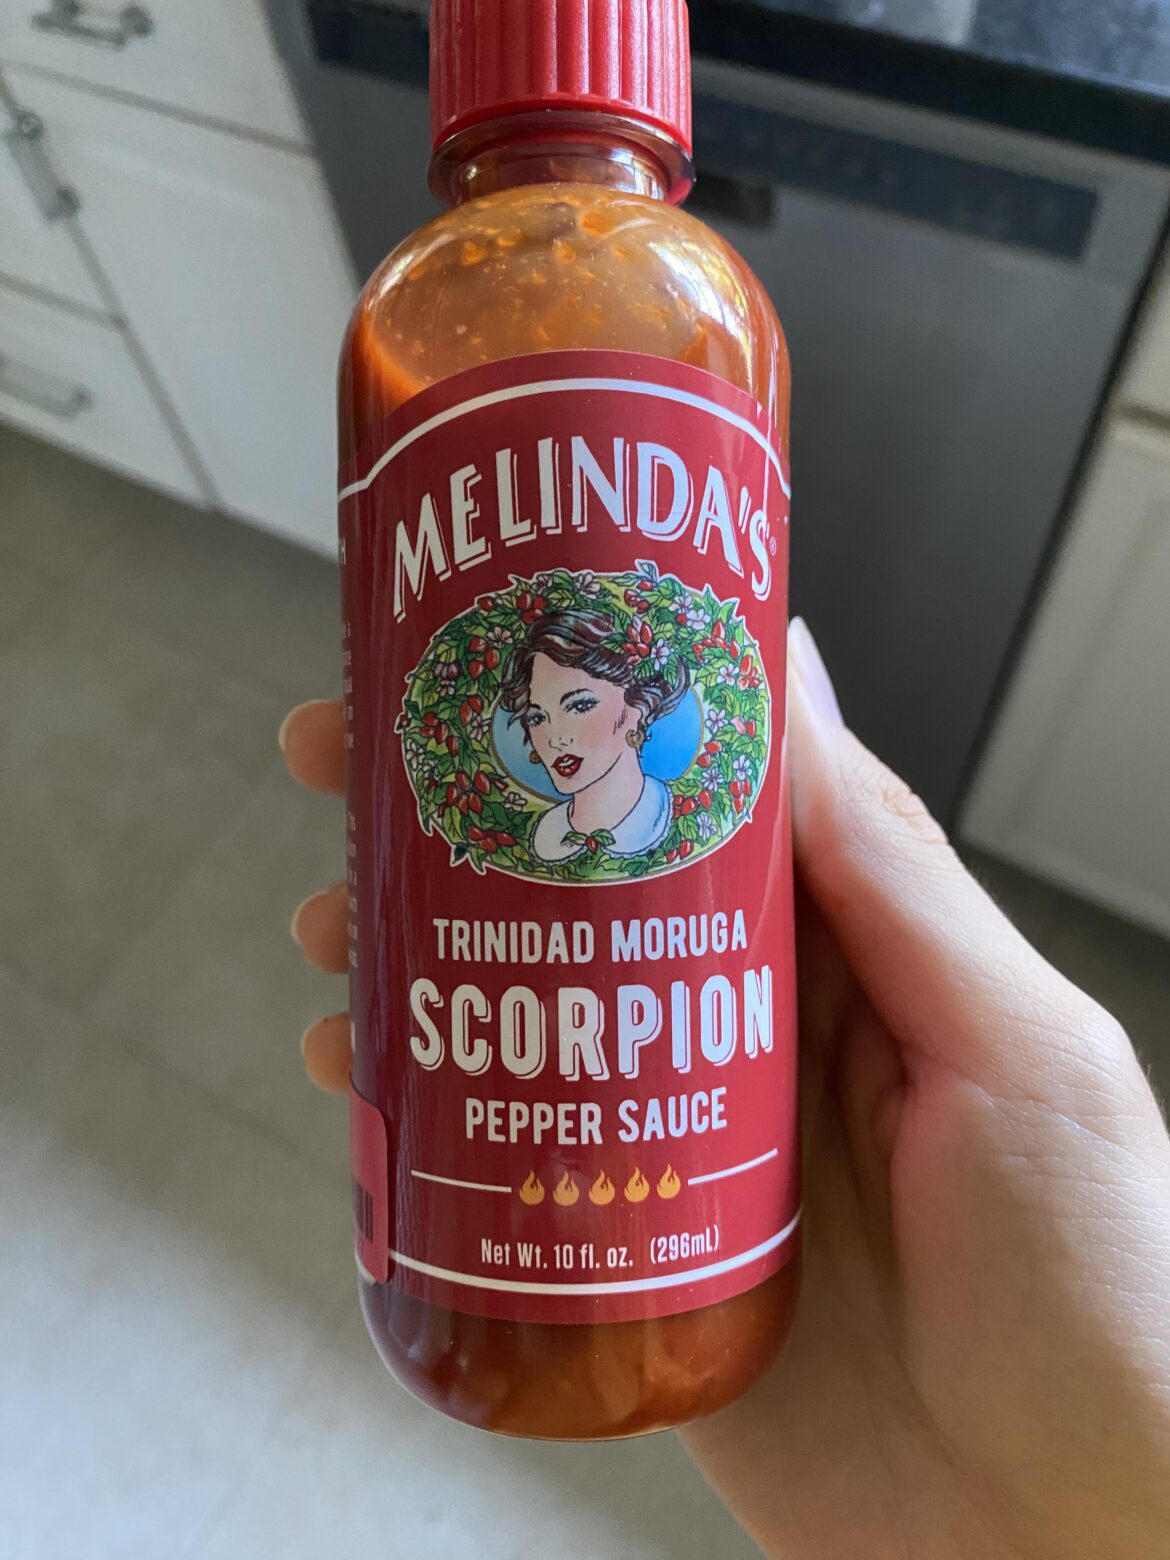 MELINDA'S®
TRINIDAD MORUGA
SCORPION
PEPPER SAUCE
Net Wt. 10 fl. oz. (296mL)